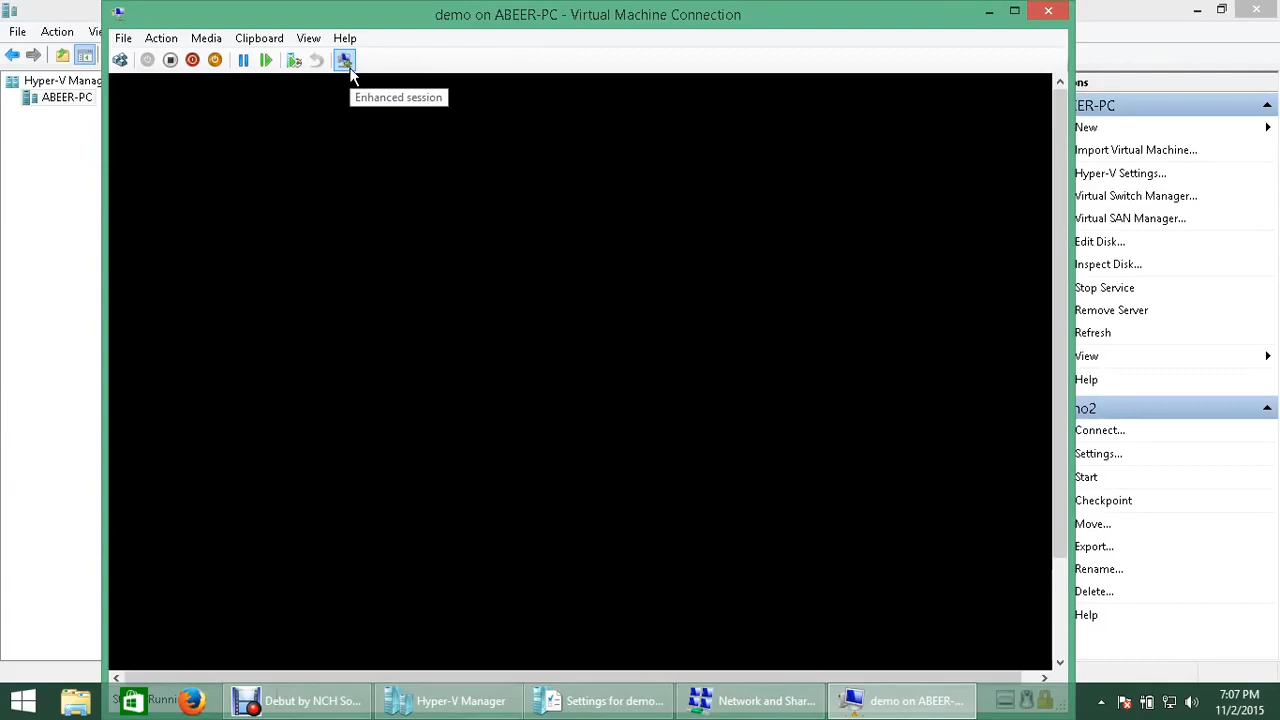 demo on ABEER-PC - Virtual Machine Connection
File Action Media Clipboard View Help
Enhanced session
File Action
Hyper-V Manag
ABEER-PC
ons
ER-PC
New
Import Virtual Machine...
Hyper-V Settings...
Virtual Switch Manager...
Virtual SAN Manager...
Edit Disk...
Inspect Disk...
Stop Service
Remove Server
Refresh
View
Help
no2
Connect...
Settings...
Start
Checkpoint
Move...
Export...
Rename...
Delete...
Help
Debut by NCH So...
Hyper-V Manager
Settings for demo...
Network and Shar...
demo on ABEER-...
7:07 PM
11/2/2015